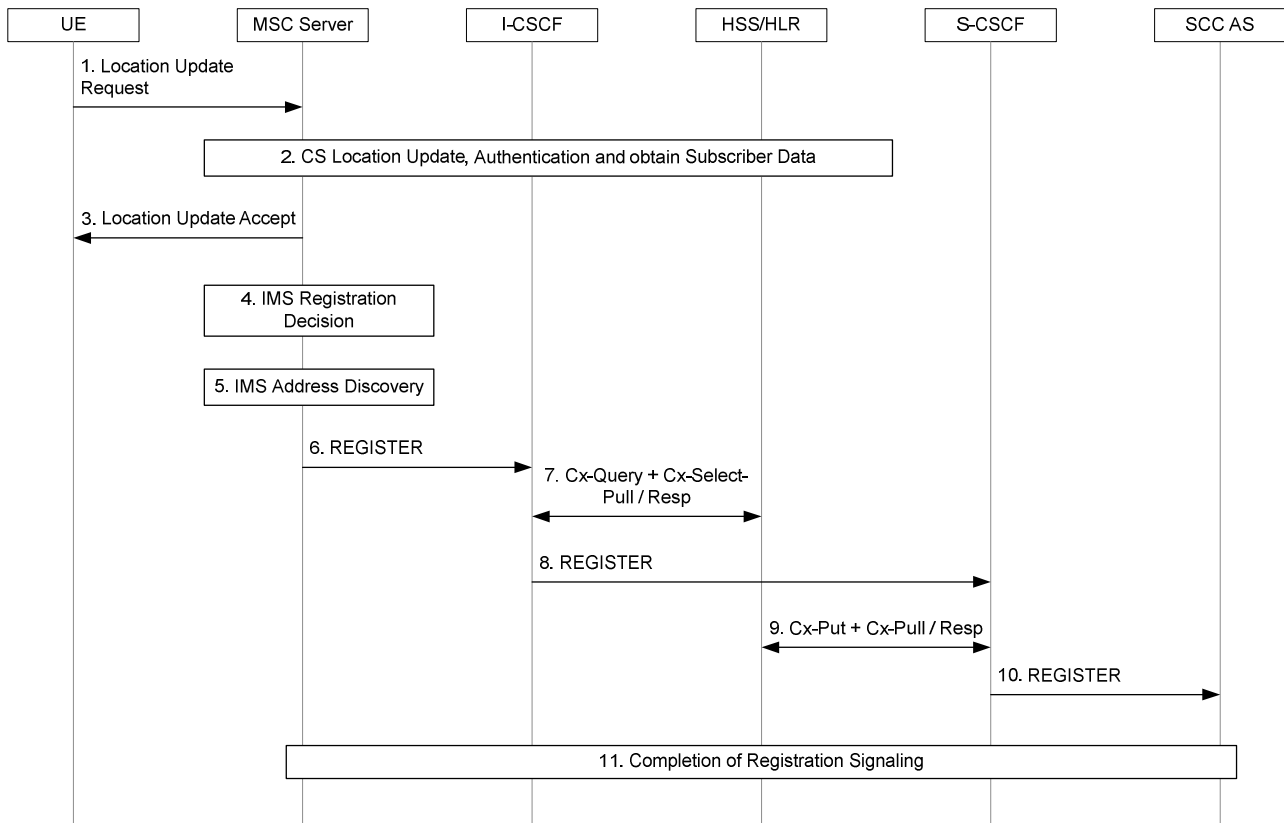 UE
MSC Server
I-CSCF
HSS/HLR
S-CSCF
SCC AS
1. Location Update
Request
2. CS Location Update, Authentication and obtain Subscriber Data
3. Location Update Accept
4. IMS Registration
Decision
5. IMS Address Discovery
6. REGISTER
7. Cx-Query + Cx-Select-
Pull / Resp
8. REGISTER
9. Cx-Put + Cx-Pull / Resp
10. REGISTER
11. Completion of Registration Signaling